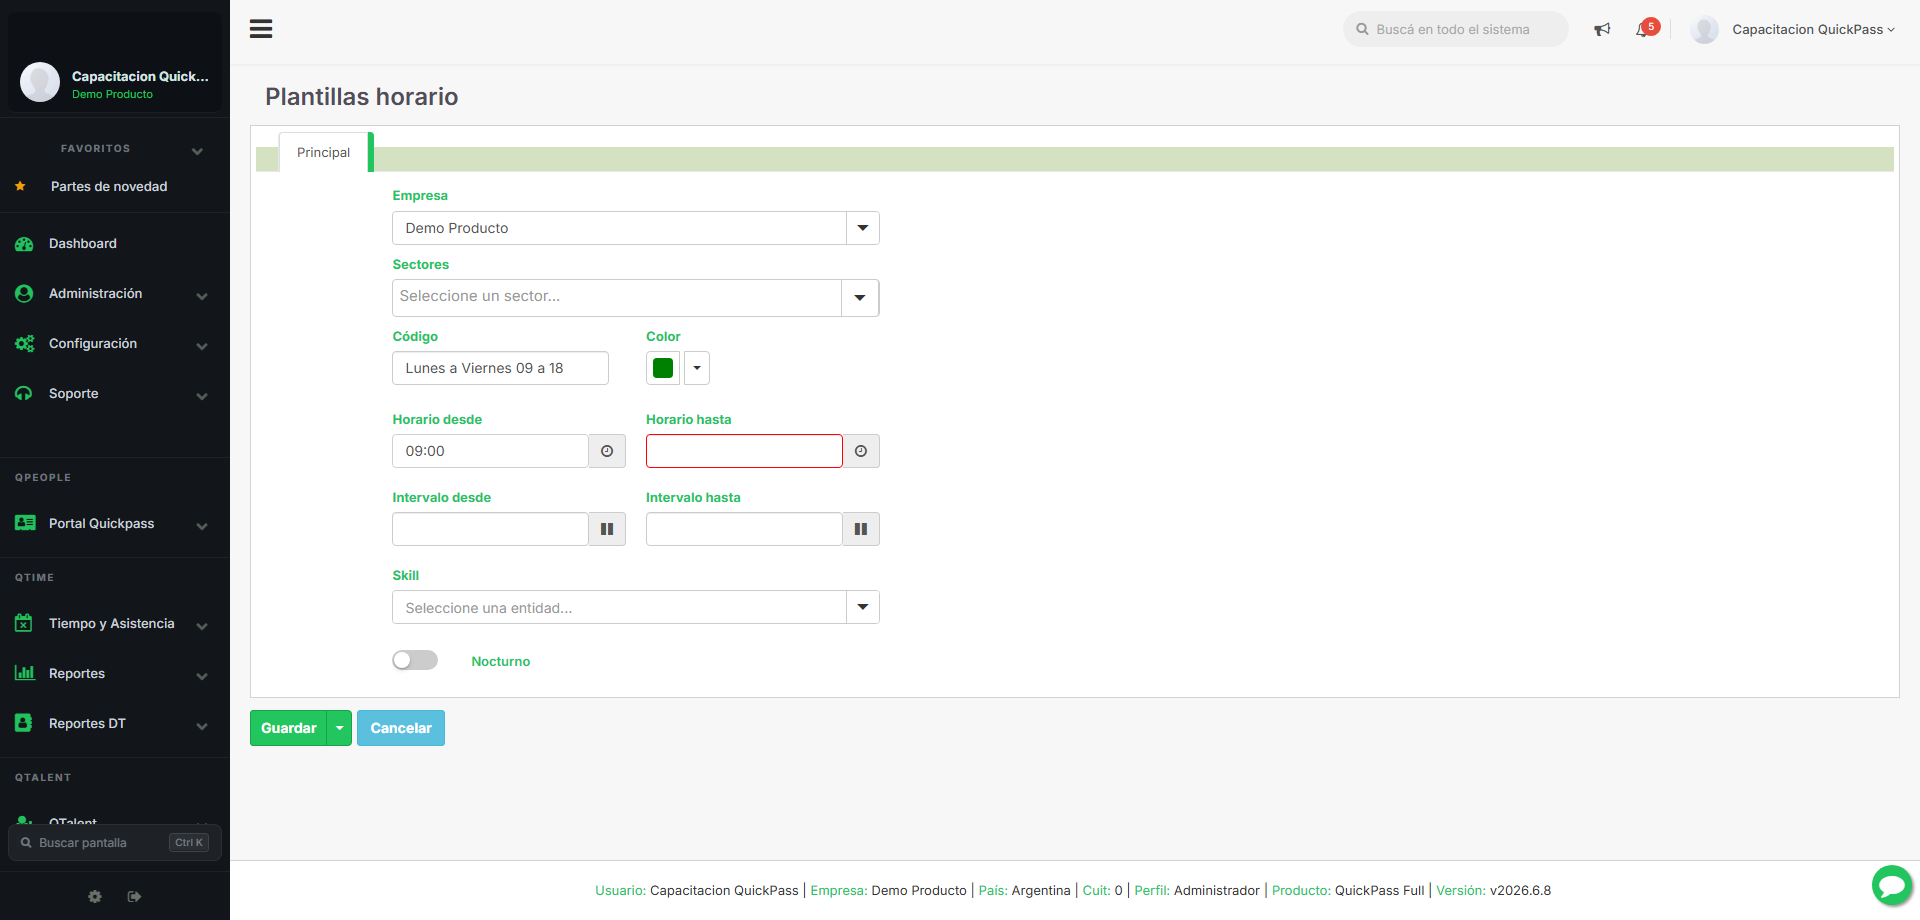 Capacitacion Quick...
Demo Producto
FAVORITOS
Partes de novedad
Dashboard
Administración
Configuración
Soporte
QPEOPLE
Portal Quickpass
QTIME
Tiempo y Asistencia
Reportes
Reportes DT
QTALENT
QTalent
Buscar pantalla
Ctrl K
Buscá en todo el sistema
5
Capacitacion QuickPass
Plantillas horario
Principal
Empresa
Demo Producto
Sectores
Seleccione un sector...
Código
Color
Lunes a Viernes 09 a 18
Horario desde
Horario hasta
09:00
Intervalo desde
Intervalo hasta
Skill
Seleccione una entidad...
Nocturno
Guardar
Cancelar
Usuario: Capacitacion QuickPass | Empresa: Demo Producto | País: Argentina | Cuit: 0 | Perfil: Administrador | Producto: QuickPass Full | Versión: v2026.6.8